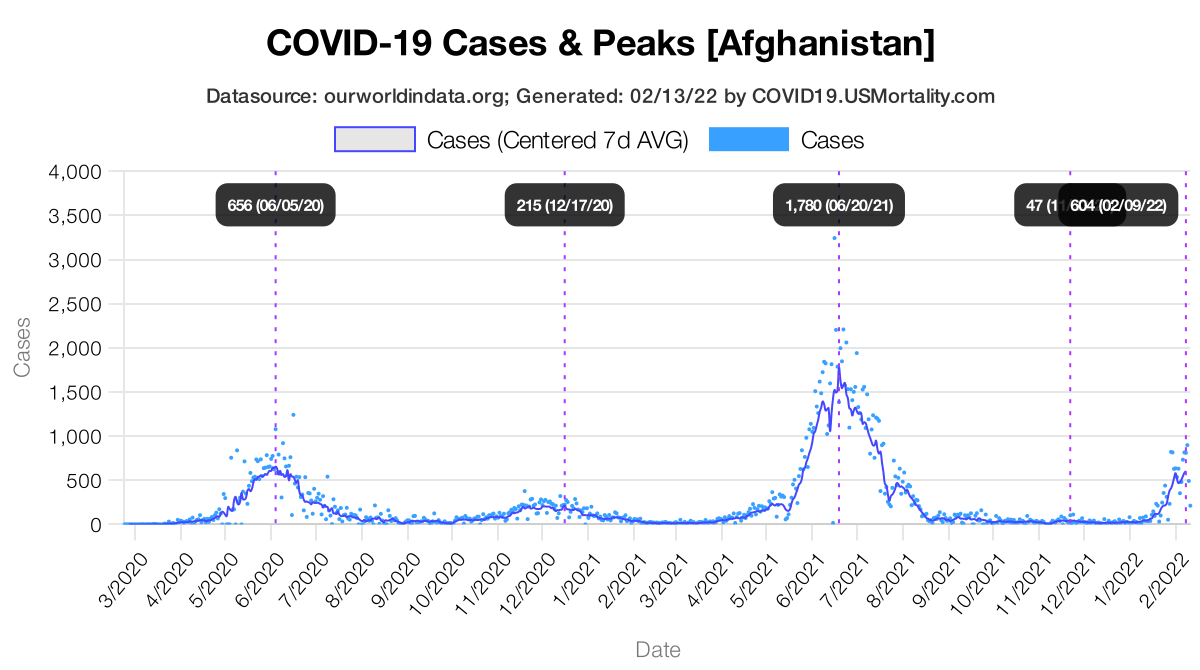 COVID-19 Cases & Peaks [Afghanistan]
Datasource: ourworldindata.org; Generated: 02/13/22 by COVID19.USMortality.com
Cases (Centered 7d AVG) Cases
4,000
656 (06/05/20) 215 (12/17/20) 1,780 (06/20/21) 47 (11 604 (02/09/22)
3,500
3,000
2,500
2,000
1,500
1,000
500
0
Cases
3/2020 4/2020 5/2020 6/2020 7/2020 8/2020 9/2020 10/2020 11/2020 12/2020 1/2021 2/2021 3/2021 4/2021 5/2021 6/2021 7/2021 8/2021 9/2021 10/2021 11/2021 12/2021 1/2022 2/2022
Date